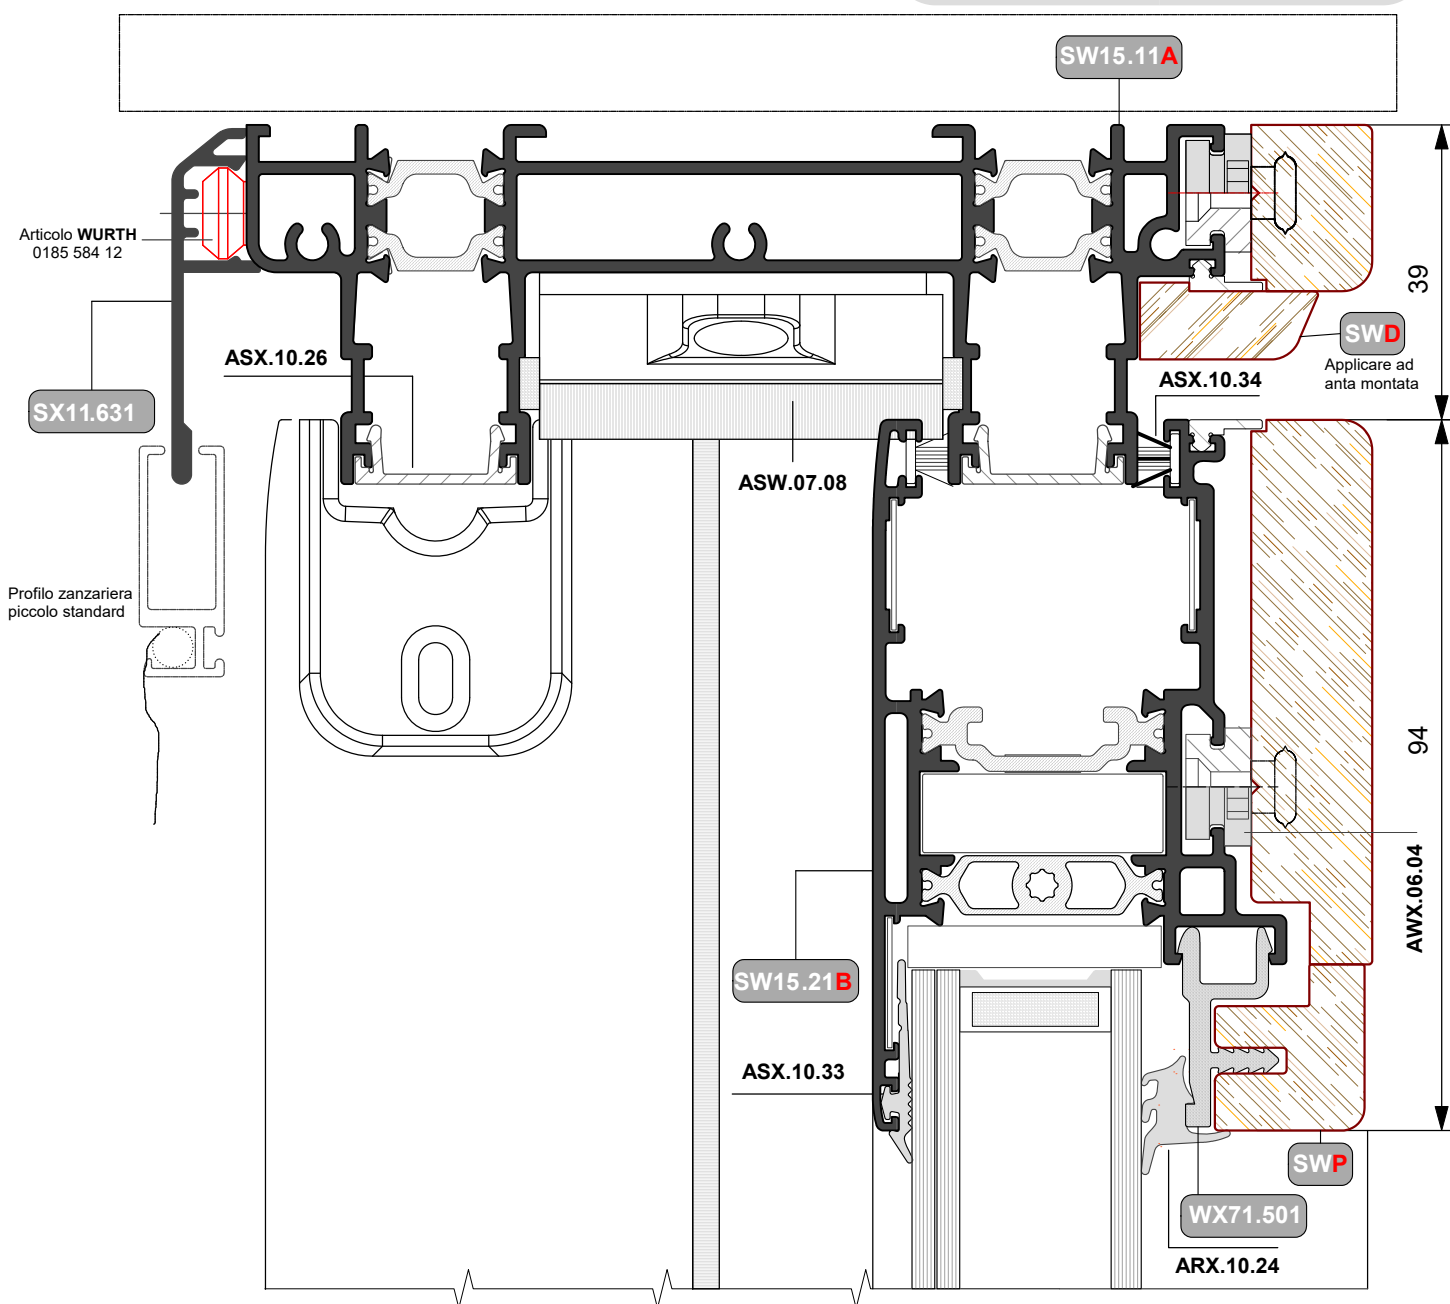 SW15.11A
Articolo WURTH
0185 584 12
39
SWD
Applicare ad
anta montata
ASX.10.26
ASX.10.34
SX11.631
ASW.07.08
Profilo zanzariera
piccolo standard
94
AWX.06.04
SW15.21B
ASX.10.33
SWP
WX71.501
ARX.10.24